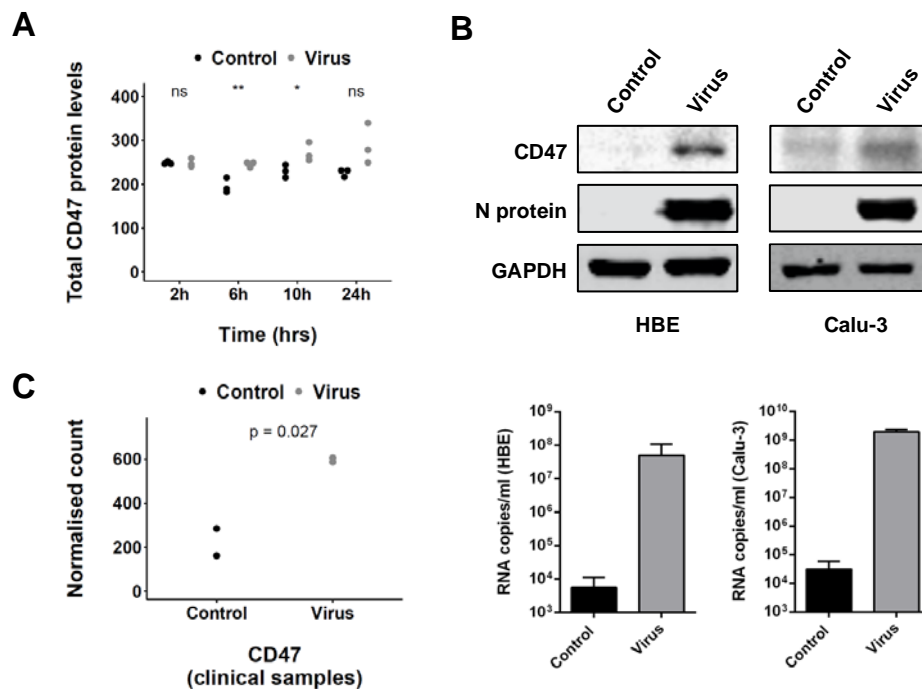 A
Control Virus
Total CD47 protein levels
400
300
200
100
0
ns
**
*
ns
2h 6h 10h 24h
Time (hrs)
B
Control Virus Control Virus
CD47
N protein
GAPDH
HBE Calu-3
C
Control Virus
Normalised count
p = 0.027
600
400
200
0
Control Virus
CD47
(clinical samples)
RNA copies/ml (HBE)
10⁹
10⁸
10⁷
10⁶
10⁵
10⁴
10³
Control Virus
RNA copies/ml (Calu-3)
10¹⁰
10⁹
10⁸
10⁷
10⁶
10⁵
10⁴
10³
Control Virus